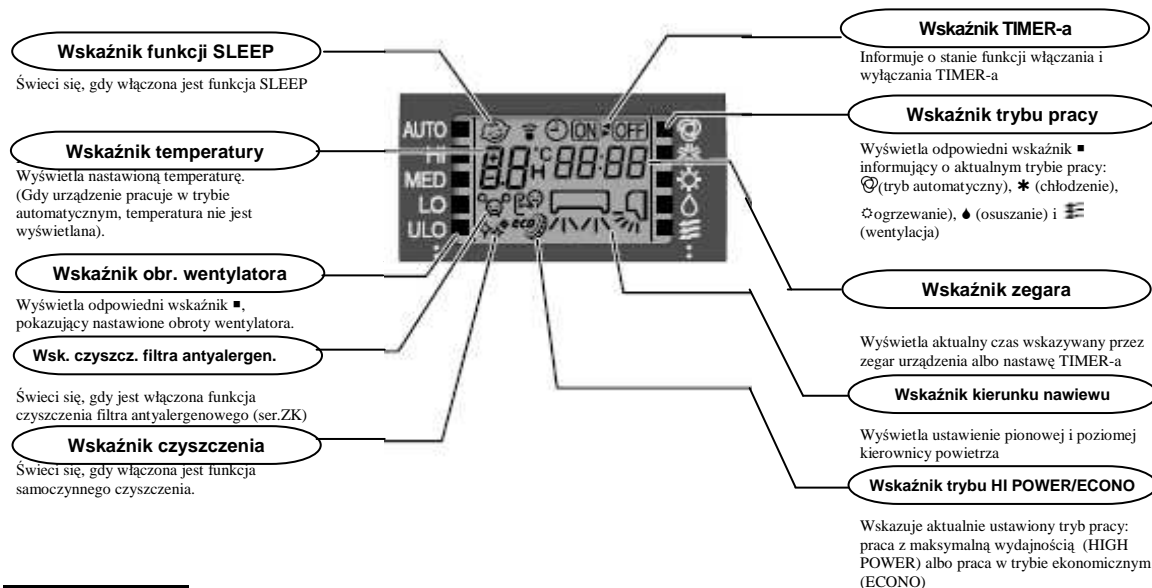 Wskaźnik funkcji SLEEP
Świeci się, gdy włączona jest funkcja SLEEP
Wskaźnik temperatury
Wyświetla nastawioną temperaturę.
(Gdy urządzenie pracuje w trybie
automatycznym, temperatura nie jest
wyświetlana).
Wskaźnik obr. wentylatora
Wyświetla odpowiedni wskaźnik ■,
pokazujący nastawione obroty wentylatora.
Wsk. czyszcz. filtra antyalergen.
Świeci się, gdy jest włączona funkcja
czyszczenia filtra antyalergenowego (ser.ZK)
Wskaźnik czyszczenia
Świeci się, gdy włączona jest funkcja
samoczynnego czyszczenia.
AUTO
HI
MED
LO
ULO
ON OFF
88 °C 88:88
H
eco
Wskaźnik TIMER-a
Informuje o stanie funkcji włączania i
wyłączania TIMER-a
Wskaźnik trybu pracy
Wyświetla odpowiedni wskaźnik ■
informujący o aktualnym trybie pracy:
(tryb automatyczny), ✱ (chłodzenie),
ogrzewanie), (osuszanie) i
(wentylacja)
Wskaźnik zegara
Wyświetla aktualny czas wskazywany przez
zegar urządzenia albo nastawę TIMER-a
Wskaźnik kierunku nawiewu
Wyświetla ustawienie pionowej i poziomej
kierownicy powietrza
Wskaźnik trybu HI POWER/ECONO
Wskazuje aktualnie ustawiony tryb pracy:
praca z maksymalną wydajnością (HIGH
POWER) albo praca w trybie ekonomicznym
(ECONO)